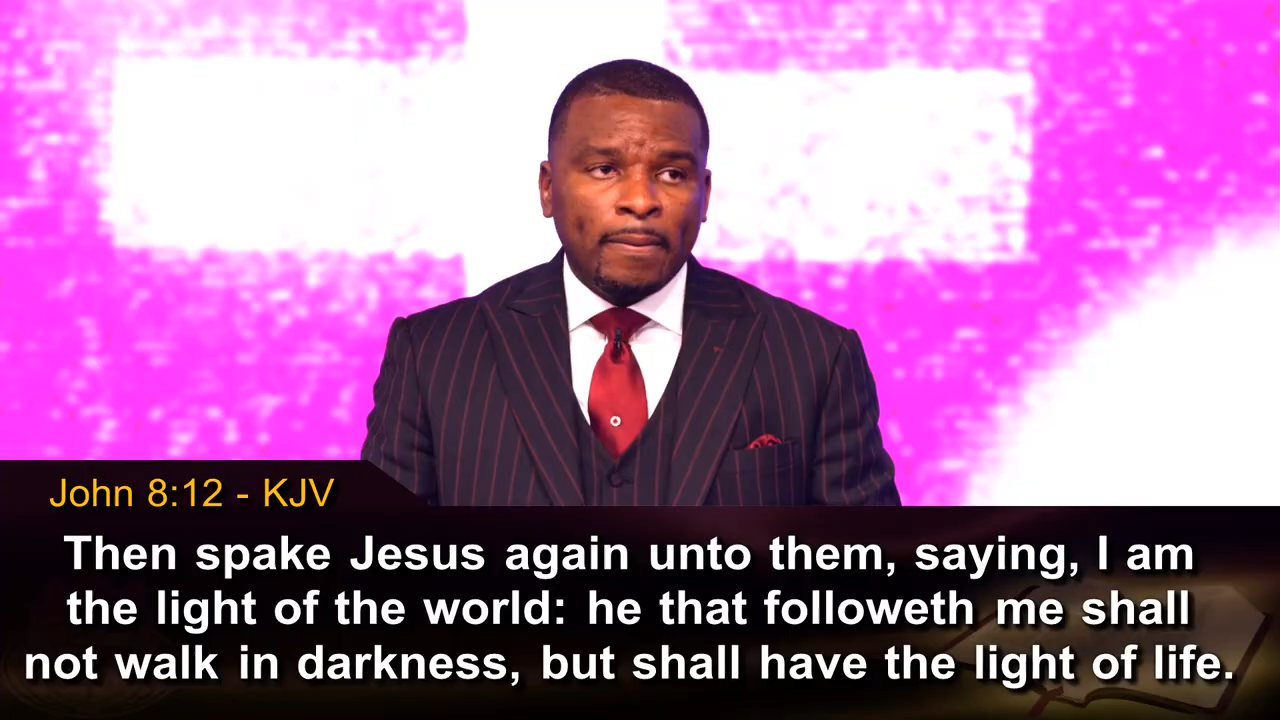 John 8:12 - KJV
Then spake Jesus again unto them, saying, I am
the light of the world: he that followeth me shall
not walk in darkness, but shall have the light of life.